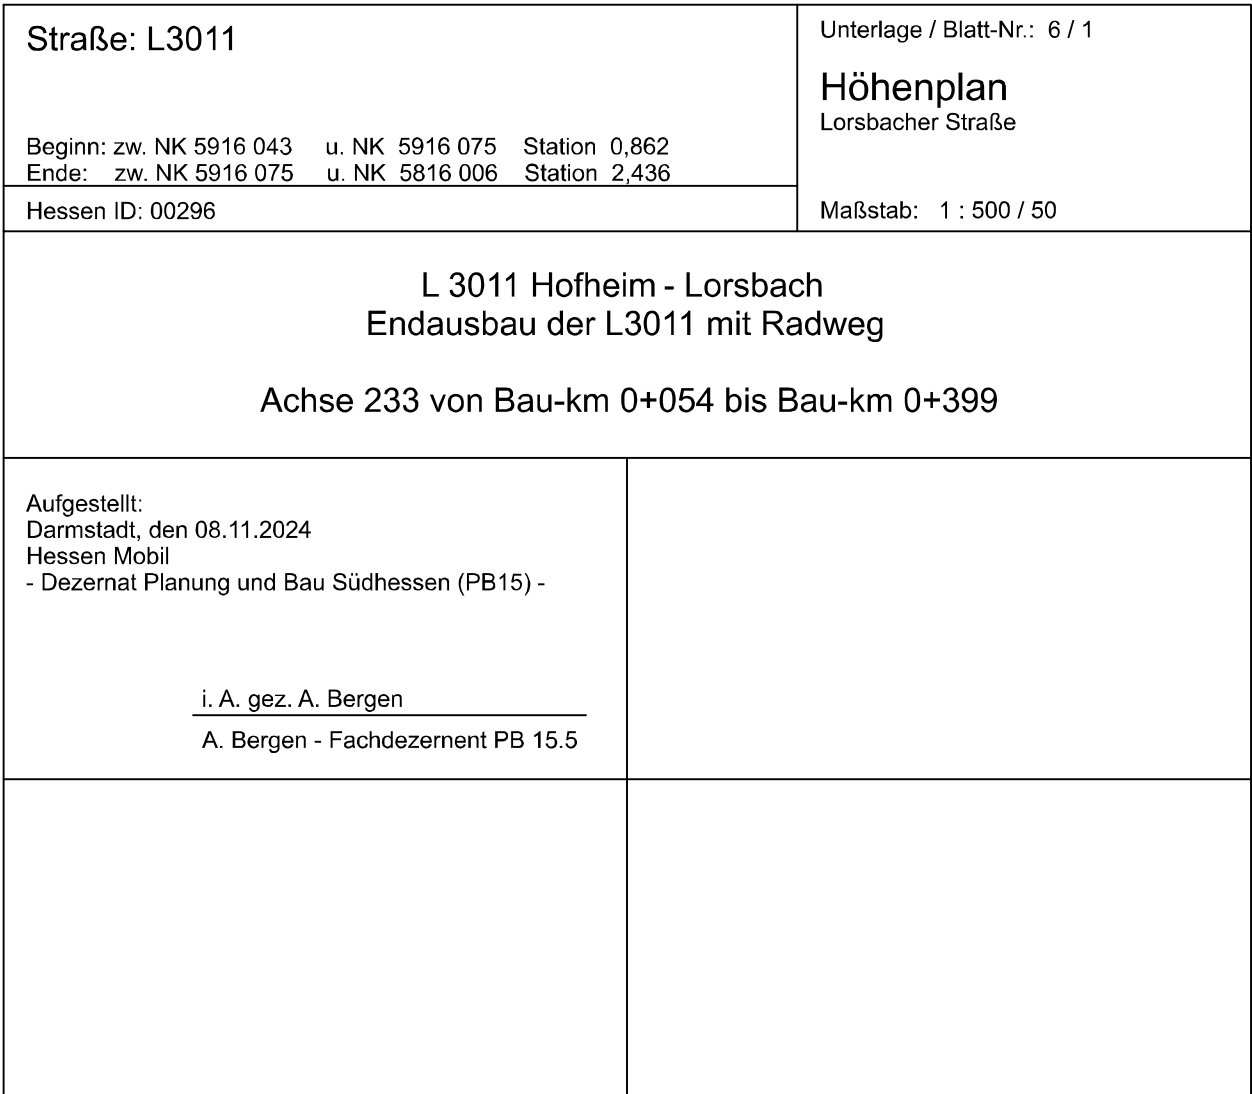 Straße: L3011
Beginn: zw. NK 5916 043 u. NK 5916 075 Station 0,862
Ende: zw. NK 5916 075 u. NK 5816 006 Station 2,436
Hessen ID: 00296
Unterlage / Blatt-Nr.: 6 / 1
Höhenplan
Lorsbacher Straße
Maßstab: 1 : 500 / 50
L 3011 Hofheim - Lorsbach
Endausbau der L3011 mit Radweg
Achse 233 von Bau-km 0+054 bis Bau-km 0+399
Aufgestellt:
Darmstadt, den 08.11.2024
Hessen Mobil
- Dezernat Planung und Bau Südhessen (PB15) -
i. A. gez. A. Bergen
A. Bergen - Fachdezernent PB 15.5